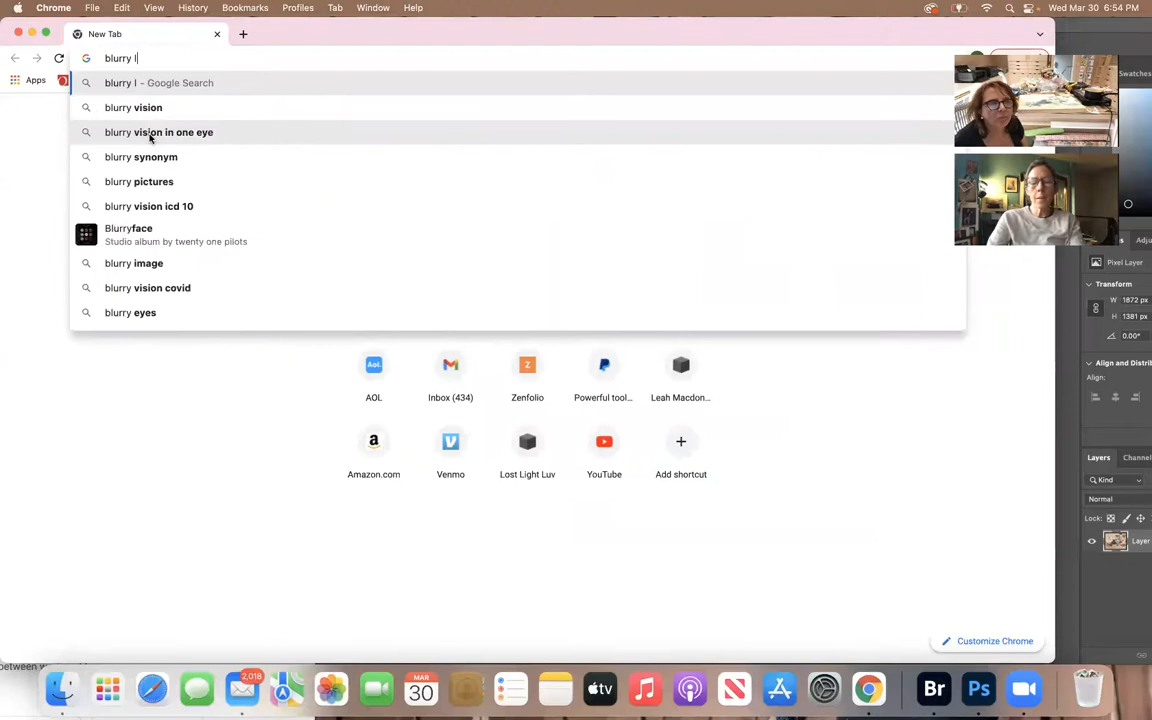 Chrome File Edit View History Bookmarks Profiles Tab Window Help Wed Mar 30 6:54 PM
New Tab
blurry l
Apps
blurry l - Google Search
blurry vision
blurry vision in one eye
blurry synonym
blurry pictures
blurry vision icd 10
Blurryface
Studio album by twenty one pilots
blurry image
blurry vision covid
blurry eyes
Aol.
AOL
Inbox (434)
Z
Zenfolio
Powerful tool...
Leah Macdon...
Amazon.com
Venmo
Lost Light Luv
YouTube
Add shortcut
Customize Chrome
Swatches
Adju
Pixel Layer
Transform
W 1872 px
H 1381 px
0.00°
Align and Distrib
Align:
Layers Channel
Kind
Normal
Lock:
Layer
between
2,018
MAR
30
tv
Br
Ps